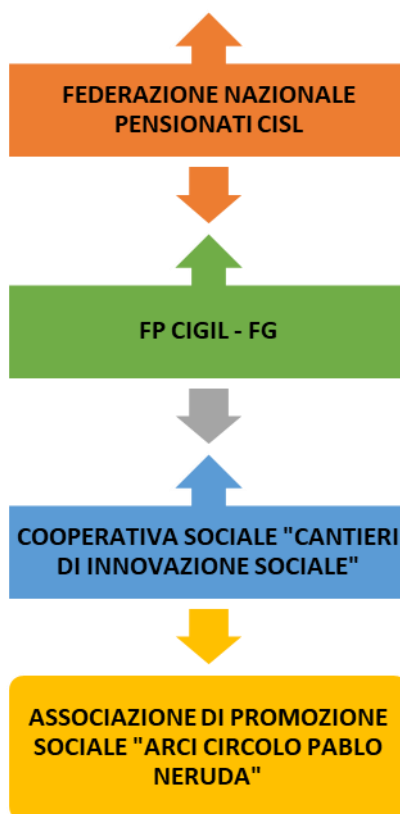 FEDERAZIONE NAZIONALE
PENSIONATI CISL
FP CIGIL - FG
COOPERATIVA SOCIALE "CANTIERI
DI INNOVAZIONE SOCIALE"
ASSOCIAZIONE DI PROMOZIONE
SOCIALE "ARCI CIRCOLO PABLO
NERUDA"